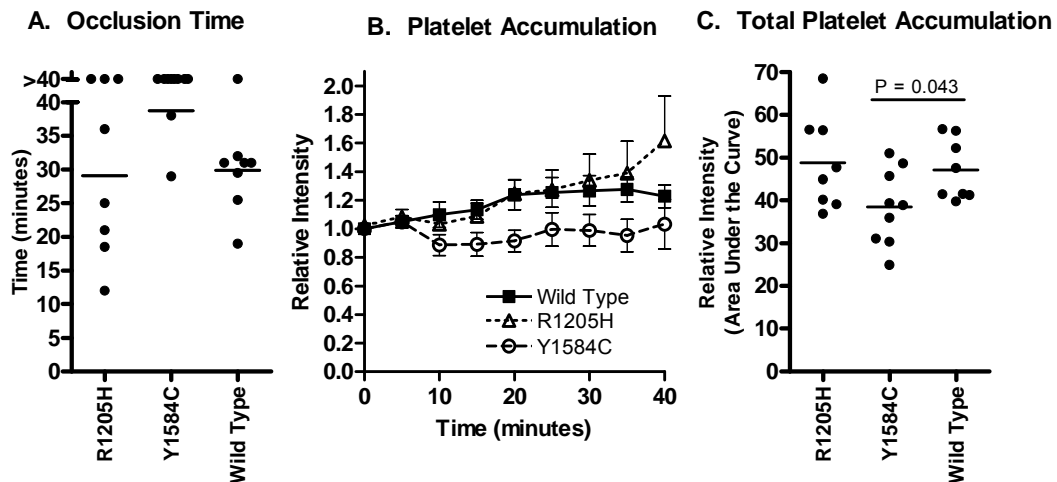 A. Occlusion Time
>40
40
35
30
25
20
15
10
5
0
Time (minutes)
R1205H
Y1584C
Wild Type
B. Platelet Accumulation
2.0
1.8
1.6
1.4
1.2
1.0
0.8
0.6
0.4
0.2
0.0
Relative Intensity
Wild Type
R1205H
Y1584C
0
10
20
30
40
Time (minutes)
C. Total Platelet Accumulation
P = 0.043
70
60
50
40
30
20
10
0
Relative Intensity
(Area Under the Curve)
R1205H
Y1584C
Wild Type